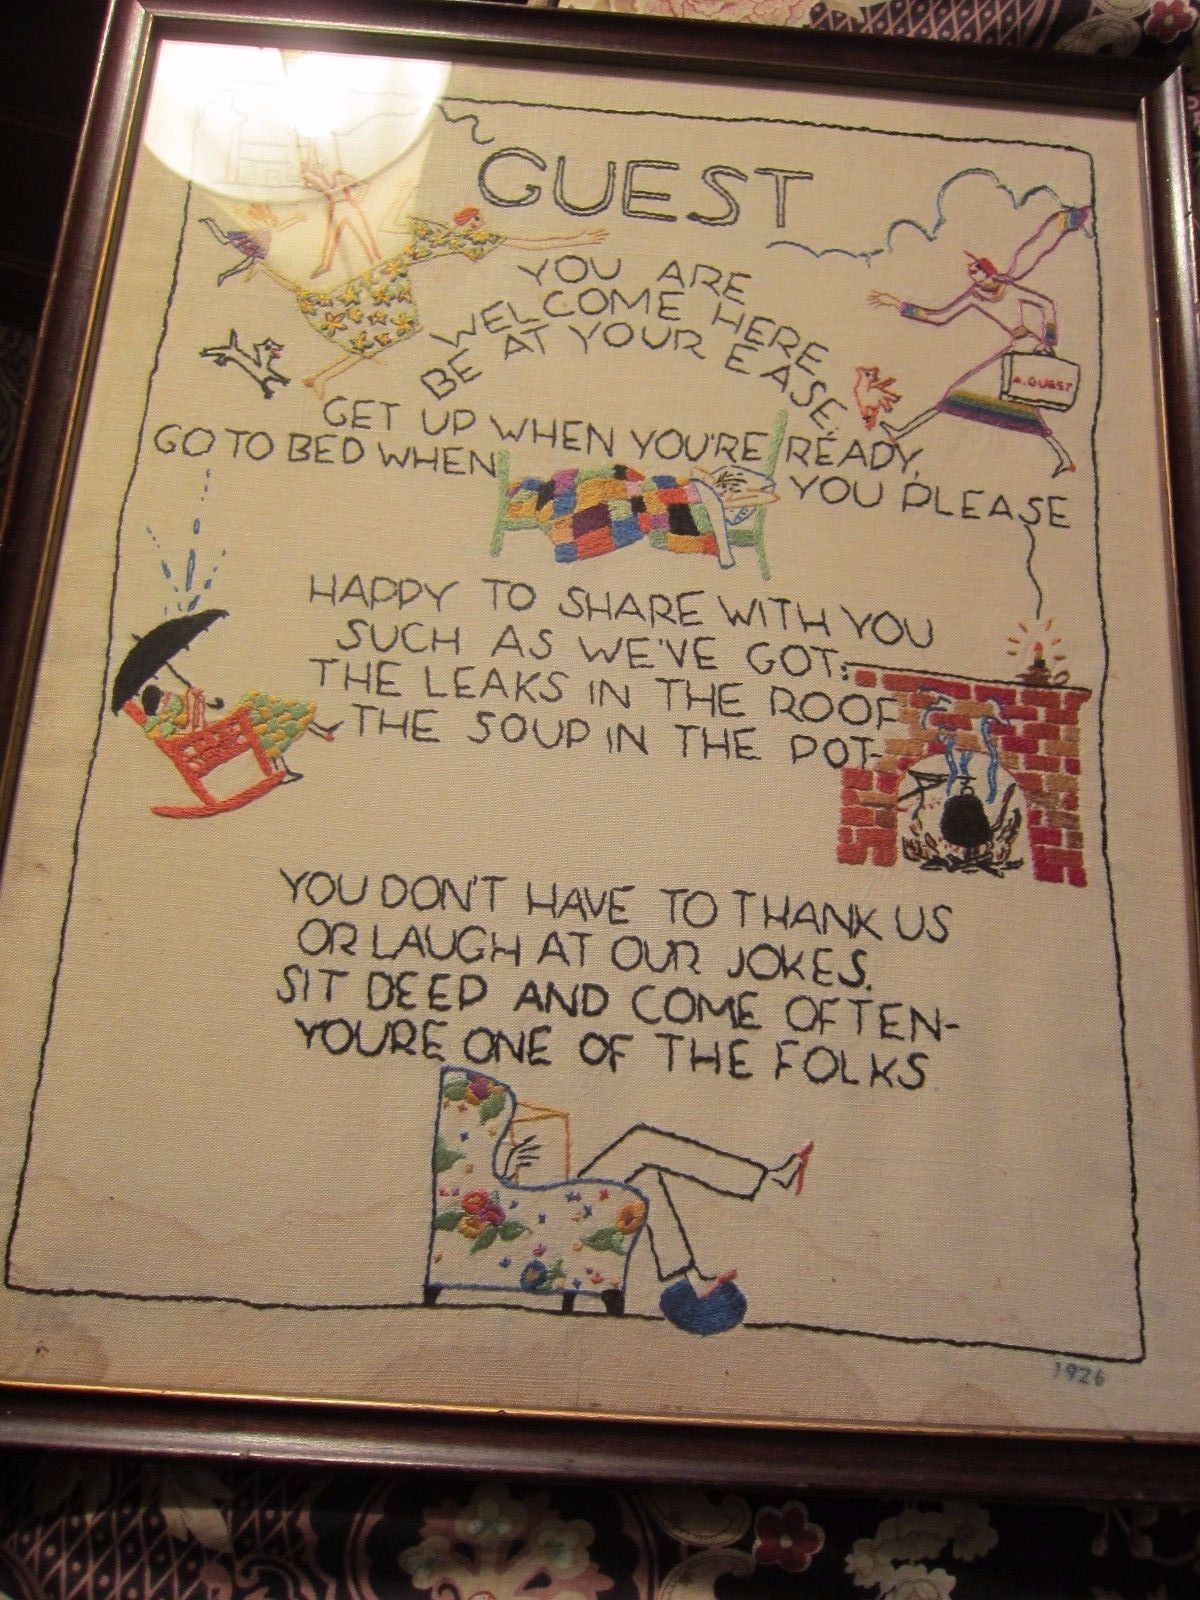 GUEST
YOU ARE
WELCOME HERE
BE AT YOUR EASE.
GET UP WHEN YOU'RE READY,
GO TO BED WHEN YOU PLEASE
A. GUEST
HAPPY TO SHARE WITH YOU
SUCH AS WE'VE GOT:
THE LEAKS IN THE ROOF
THE SOUP IN THE POT-
YOU DON'T HAVE TO THANK US
OR LAUGH AT OUR JOKES.
SIT DEEP AND COME OFTEN-
YOURE ONE OF THE FOLKS
1926